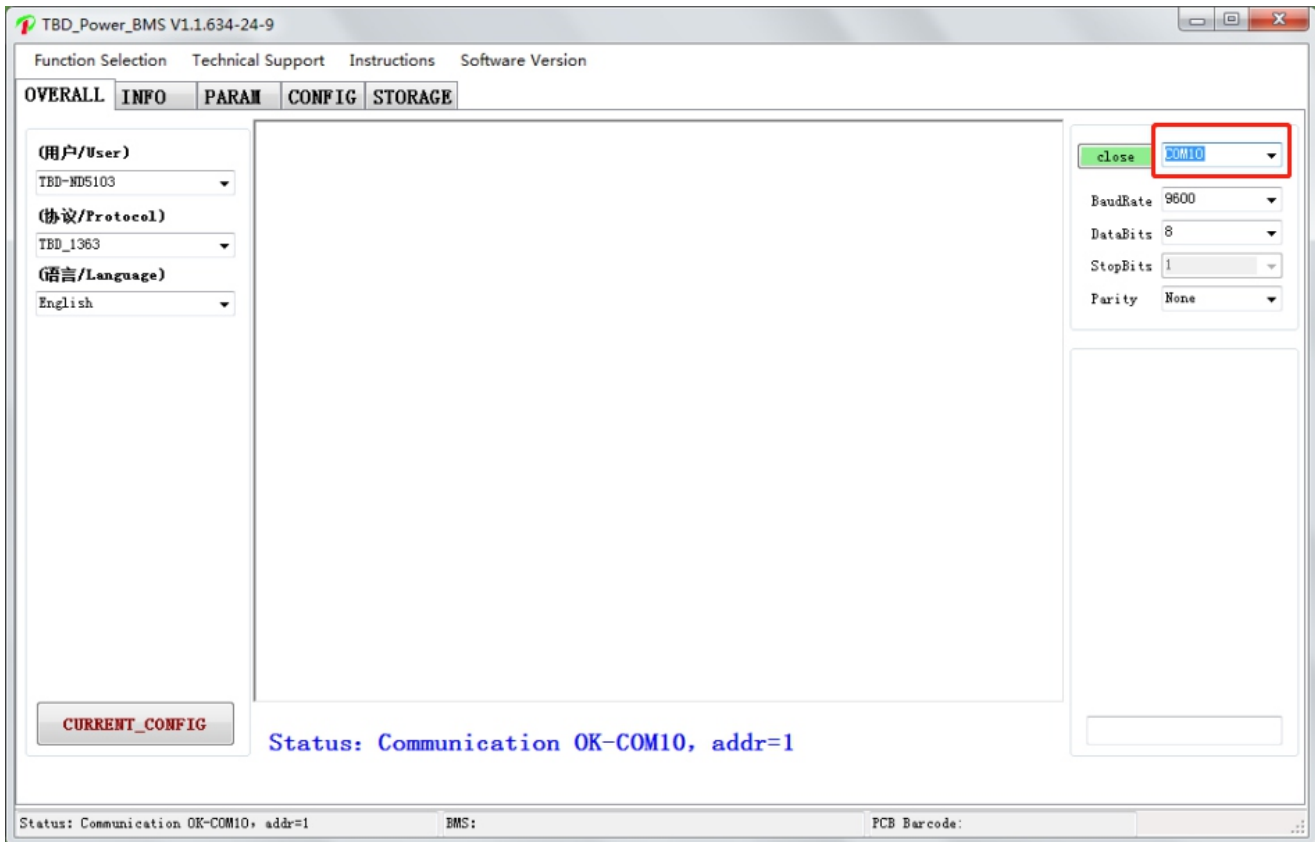 TBD_Power_BMS V1.1.634-24-9
Function Selection Technical Support Instructions Software Version
OVERALL INFO PARAM CONFIG STORAGE
(用户/User)
TBD-ND5103
(协议/Protocol)
TBD_1363
(语言/Language)
English
CURRENT_CONFIG
close COM10
BaudRate 9600
DataBits 8
StopBits 1
Parity None
Status: Communication OK-COM10, addr=1
Status: Communication OK-COM10, addr=1 BMS: PCB Barcode: